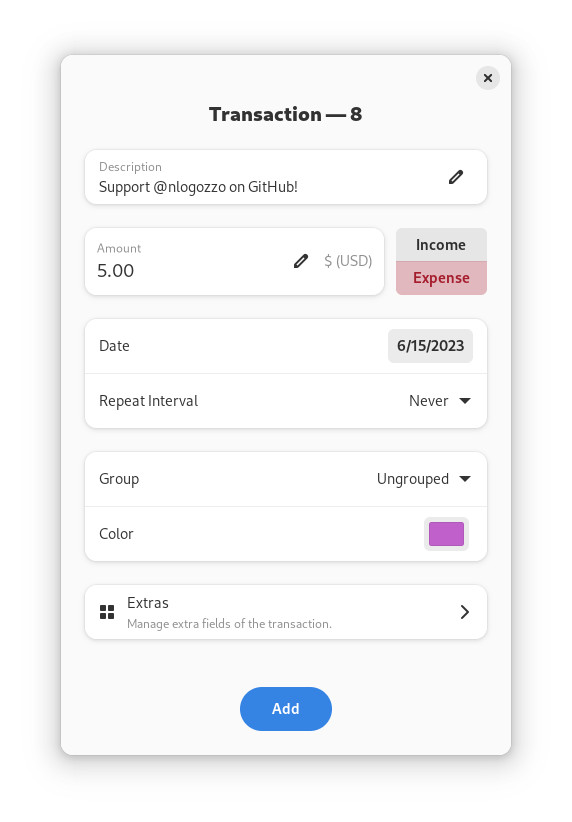 Transaction — 8
Description
Support @nlogozzo on GitHub!
Amount
5.00
$ (USD)
Income
Expense
Date
6/15/2023
Repeat Interval
Never
Group
Ungrouped
Color
Extras
Manage extra fields of the transaction.
Add